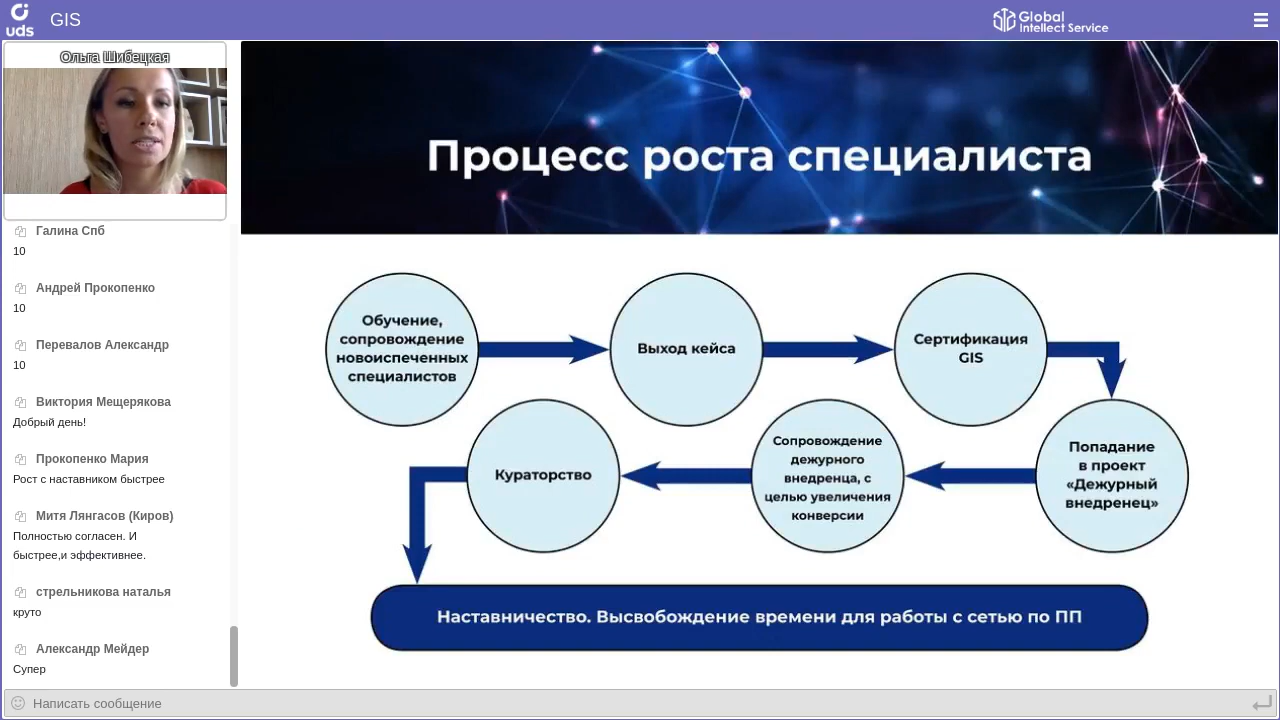 uds
GIS
Global
Intellect Service
Ольга Шибецкая
Галина Спб
10
Андрей Прокопенко
10
Перевалов Александр
10
Виктория Мещерякова
Добрый день!
Прокопенко Мария
Рост с наставником быстрее
Митя Лянгасов (Киров)
Полностью согласен. И
быстрее,и эффективнее.
стрельникова наталья
круто
Александр Мейдер
Супер
Написать сообщение
Процесс роста специалиста
Обучение,
сопровождение
новоиспеченных
специалистов
Выход кейса
Сертификация
GIS
Попадание
в проект
«Дежурный
внедренец»
Сопровождение
дежурного
внедренца, с
целью увеличения
конверсии
Кураторство
Наставничество. Высвобождение времени для работы с сетью по ПП